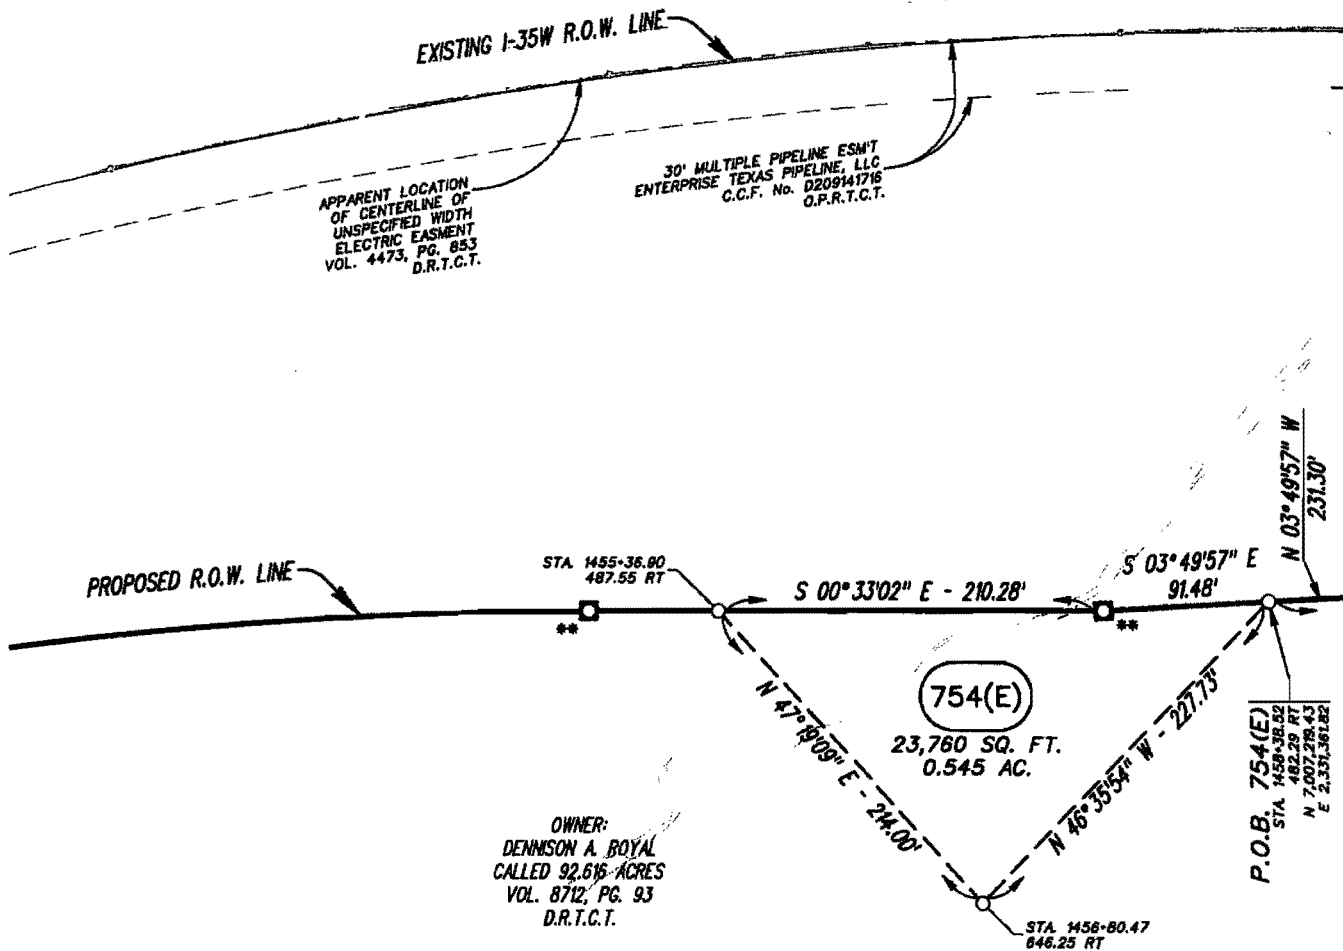 EXISTING I-35W R.O.W. LINE
APPARENT LOCATION
OF CENTERLINE OF
UNSPECIFIED WIDTH
ELECTRIC EASMENT
VOL. 4473, PG. 853
D.R.T.C.T.
30' MULTIPLE PIPELINE ESM'T
ENTERPRISE TEXAS PIPELINE, LLC
C.C.F. No. D209141716
O.P.R.T.C.T.
N 03°49'57" W
231.30'
PROPOSED R.O.W. LINE
STA. 1455+36.90
487.55 RT
S 00°33'02" E - 210.28'
S 03°49'57" E
91.48'
**
**
N 47°19'09" E - 214.00'
754(E)
23,760 SQ. FT.
0.545 AC.
N 46°35'54" W - 227.73'
P.O.B. 754(E)
STA. 1458+38.52
482.29 RT
N 7,007,219.43
E 2,331,361.82
OWNER:
DENNISON A. BOYAL
CALLED 92.616 ACRES
VOL. 8712, PG. 93
D.R.T.C.T.
STA. 1456+80.47
646.25 RT